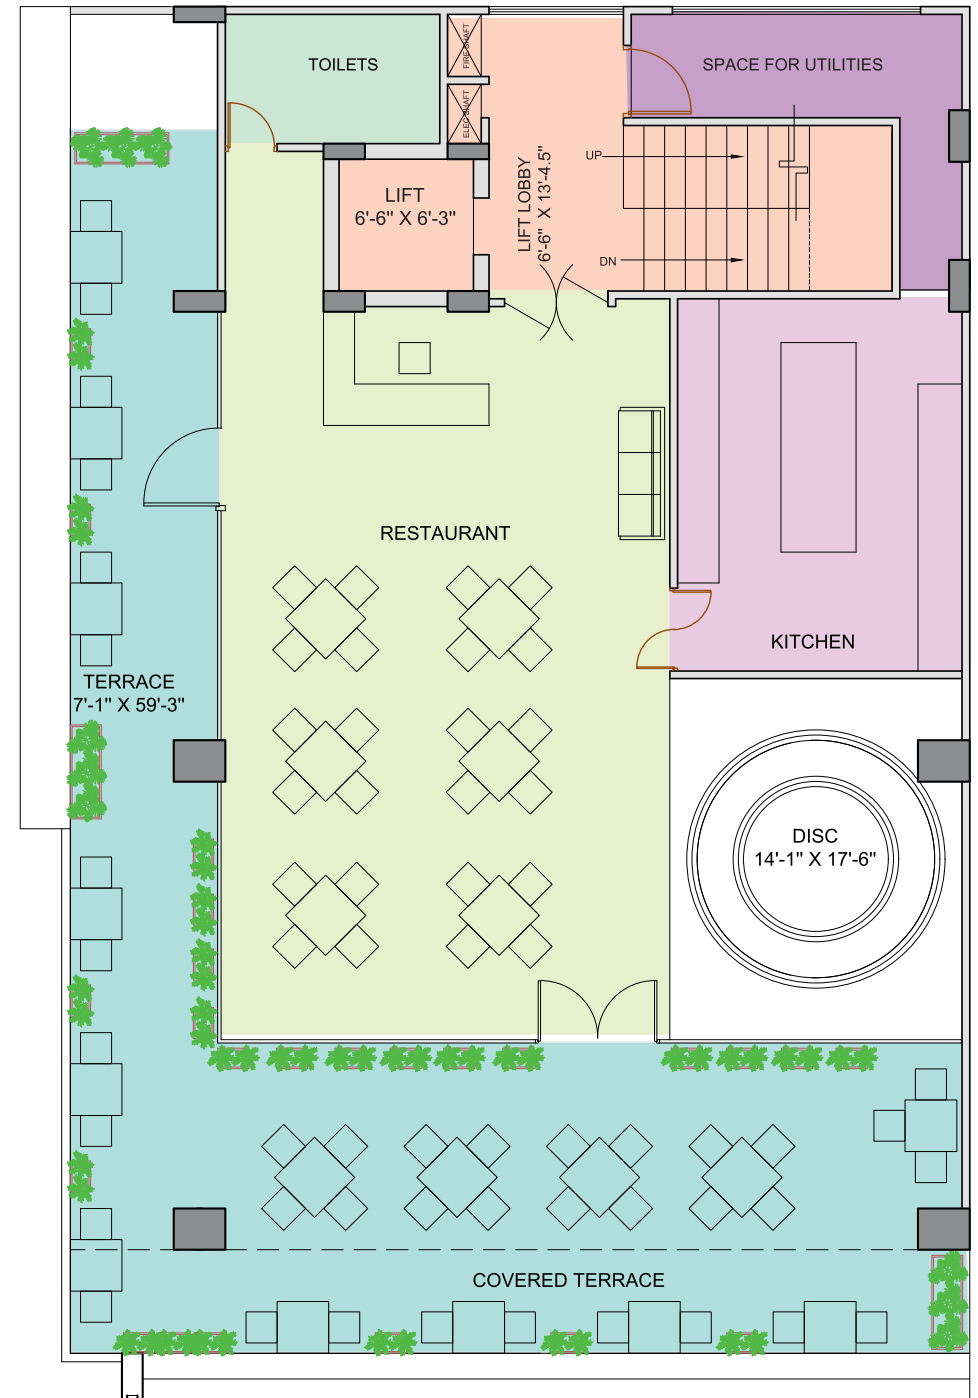 TOILETS
FIRE SHAFT
ELEC.SHAFT
SPACE FOR UTILITIES
LIFT
6'-6" X 6'-3"
LIFT LOBBY
6'-6" X 13'-4.5"
UP
DN
RESTAURANT
KITCHEN
TERRACE
7'-1" X 59'-3"
DISC
14'-1" X 17'-6"
COVERED TERRACE